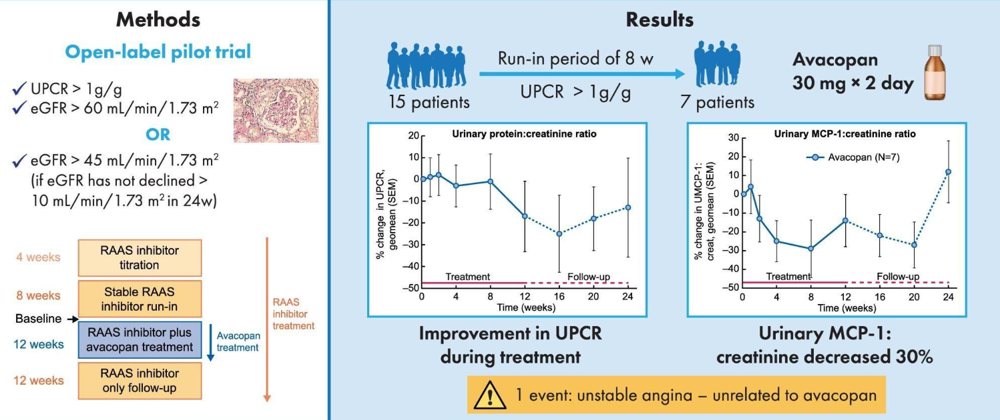 Methods
Open-label pilot trial
✓ UPCR > 1g/g
✓ eGFR > 60 mL/min/1.73 m²
OR
✓ eGFR > 45 mL/min/1.73 m²
(if eGFR has not declined >
10 mL/min/1.73 m² in 24w)
4 weeks
RAAS inhibitor
titration
8 weeks
Stable RAAS
inhibitor run-in
Baseline
12 weeks
RAAS inhibitor plus
avacopan treatment
Avacopan
treatment
12 weeks
RAAS inhibitor
only follow-up
RAAS
inhibitor
treatment
Results
15 patients
Run-in period of 8 w
UPCR > 1g/g
7 patients
Avacopan
30 mg × 2 day
Urinary protein:creatinine ratio
% change in UPCR,
geomean (SEM)
20
10
0
–10
–20
–30
–40
–50
Treatment
Follow-up
0 4 8 12 16 20 24
Time (weeks)
Improvement in UPCR
during treatment
Urinary MCP-1:creatinine ratio
Avacopan (N=7)
% change in UMCP-1:
creat, geomean (SEM)
30
20
10
0
–10
–20
–30
–40
–50
Treatment
Follow-up
0 4 8 12 16 20 24
Time (weeks)
Urinary MCP-1:
creatinine decreased 30%
1 event: unstable angina – unrelated to avacopan